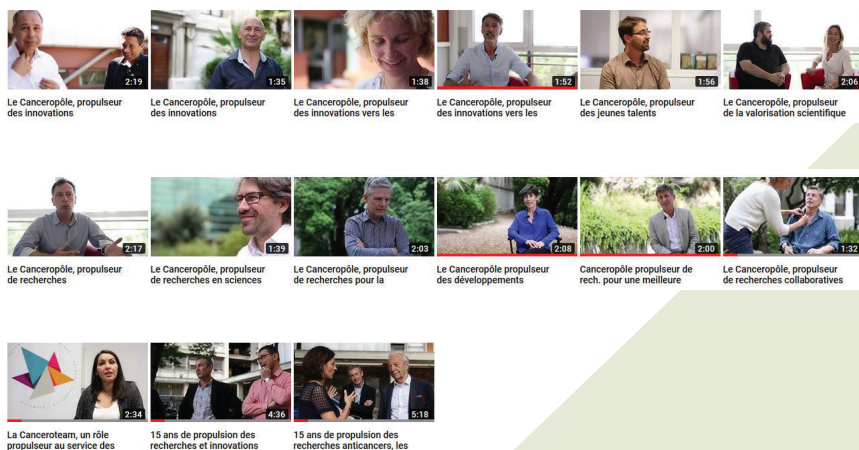 2:19
1:35
1:38
1:52
1:56
2:06
Le Canceropôle, propulseur
des innovations
Le Canceropôle, propulseur
des innovations
Le Canceropôle, propulseur
des innovations vers les
Le Canceropôle, propulseur
des innovations vers les
Le Canceropôle, propulseur
des jeunes talents
Le Canceropôle, propulseur
de la valorisation scientifique
2:17
1:39
2:03
2:08
2:00
1:32
Le Canceropôle, propulseur
de recherches
Le Canceropôle, propulseur
de recherches en sciences
Le Canceropôle, propulseur
de recherches pour la
Le Canceropôle propulseur
des développements
Canceropôle propulseur de
rech. pour une meilleure
Le Canceropôle, propulseur
de recherches collaboratives
2:34
4:36
5:18
La Canceroteam, un rôle
propulseur au service des
15 ans de propulsion des
recherches et innovations
15 ans de propulsion des
recherches anticancers, les